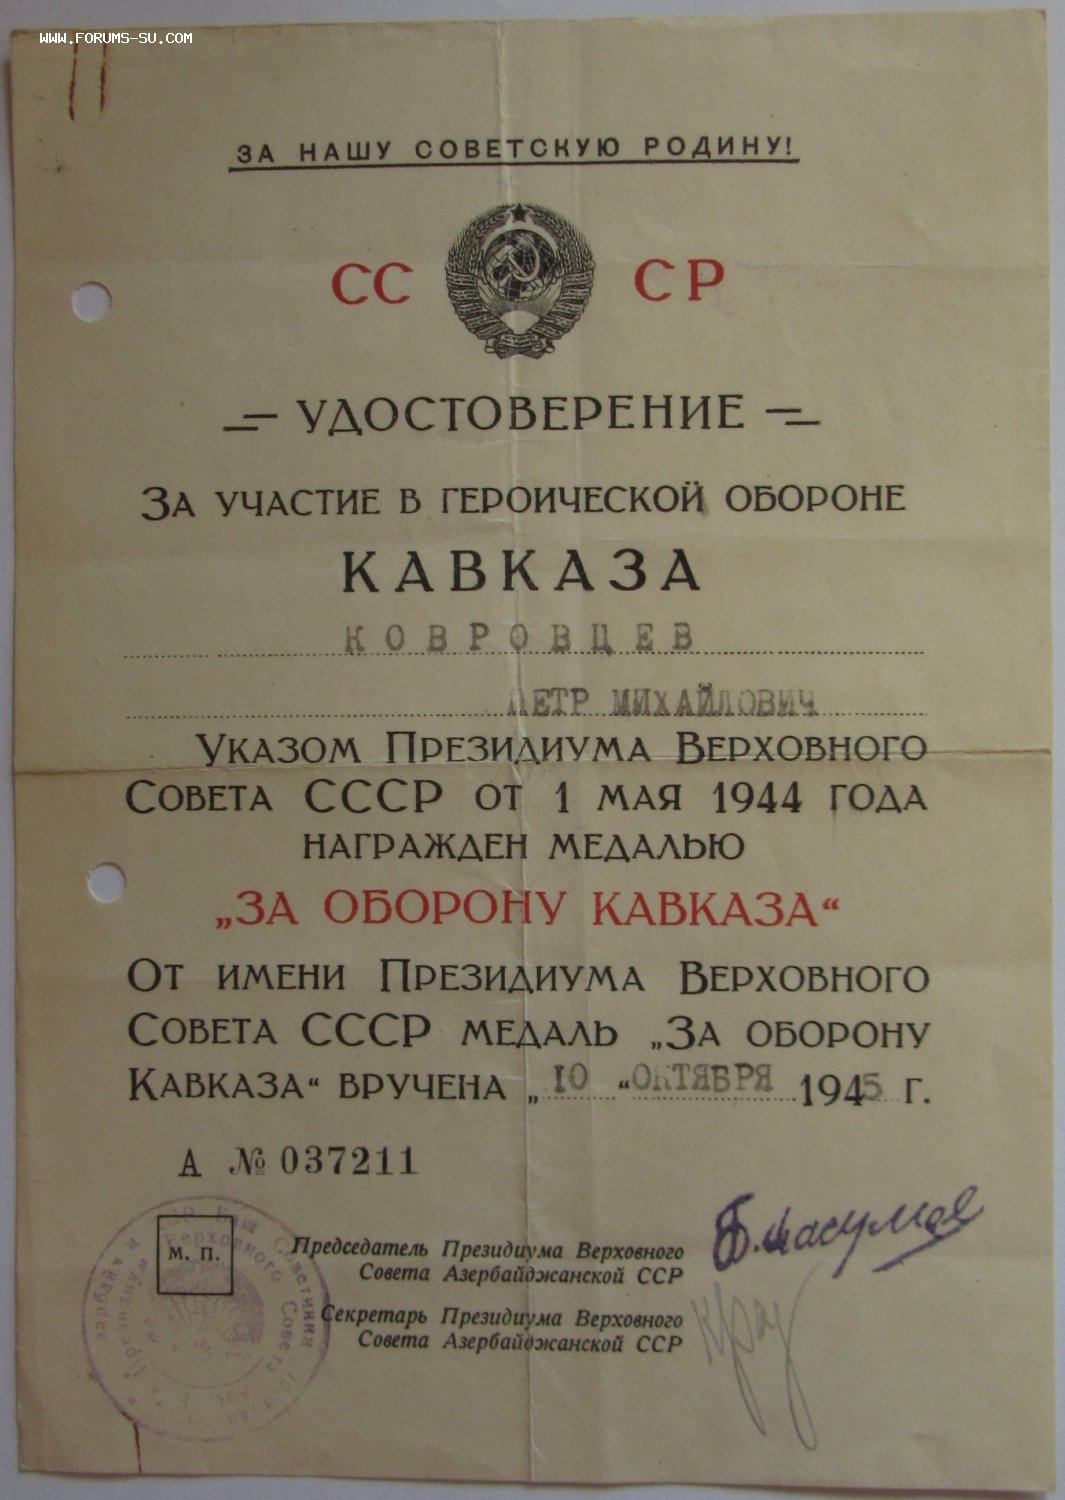 WWW.FORUMS-SU.COM
ЗА НАШУ СОВЕТСКУЮ РОДИНУ!
СС СР
УДОСТОВЕРЕНИЕ
ЗА УЧАСТИЕ В ГЕРОИЧЕСКОЙ ОБОРОНЕ
КАВКАЗА
КОВРОВЦЕВ
ПЕТР МИХАЙЛОВИЧ
УКАЗОМ ПРЕЗИДИУМА ВЕРХОВНОГО
СОВЕТА СССР ОТ 1 МАЯ 1944 ГОДА
НАГРАЖДЕН МЕДАЛЬЮ
„ЗА ОБОРОНУ КАВКАЗА“
ОТ ИМЕНИ ПРЕЗИДИУМА ВЕРХОВНОГО
СОВЕТА СССР МЕДАЛЬ „ЗА ОБОРОНУ
КАВКАЗА“ ВРУЧЕНА „10“ ОКТЯБРЯ 1945 Г.
А № 037211
м. п.
Председатель Президиума Верховного
Совета Азербайджанской ССР
Секретарь Президиума Верховного
Совета Азербайджанской ССР